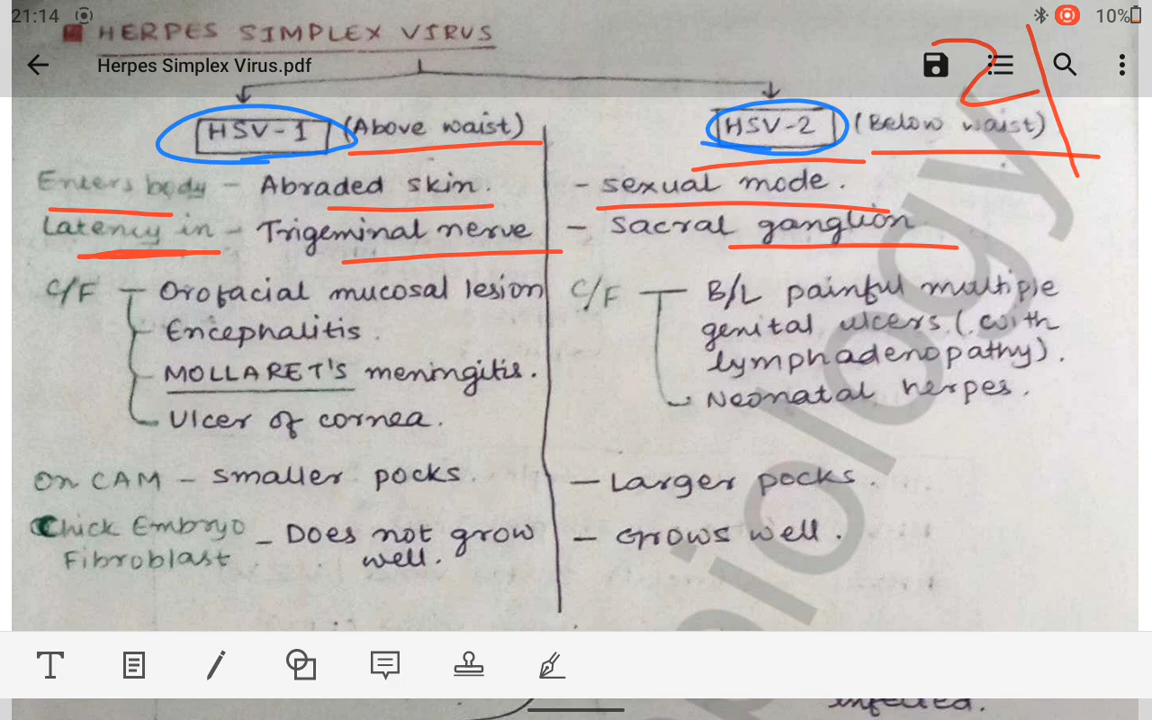 21:14
10%
HERPES SIMPLEX VIRUS
Herpes Simplex Virus.pdf
21
HSV-1 (Above waist)
HSV-2 (Below waist)
Enters body - Abraded skin. - sexual mode.
Latency in - Trigeminal nerve - Sacral ganglion
C/F - Orofacial mucosal lesion
Encephalitis.
MOLLARET'S meningitis.
Ulcer of cornea.
C/F - B/L painful multiple
genital ulcers (with
lymphadenopathy).
Neonatal herpes.
On CAM - smaller pocks. - Larger pocks.
Chick Embryo Fibroblast - Does not grow well. - Grows well.
infected.